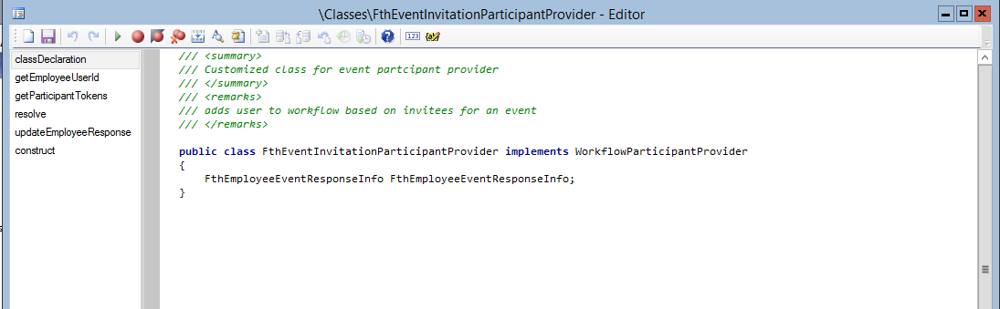 \Classes\FthEventInvitationParticipantProvider - Editor
123
classDeclaration
getEmployeeUserId
getParticipantTokens
resolve
updateEmployeeResponse
construct
/// <summary>
/// Customized class for event partcipant provider
/// </summary>
/// <remarks>
/// adds user to workflow based on invitees for an event
/// </remarks>
public class FthEventInvitationParticipantProvider implements WorkflowParticipantProvider
{
FthEmployeeEventResponseInfo FthEmployeeEventResponseInfo;
}